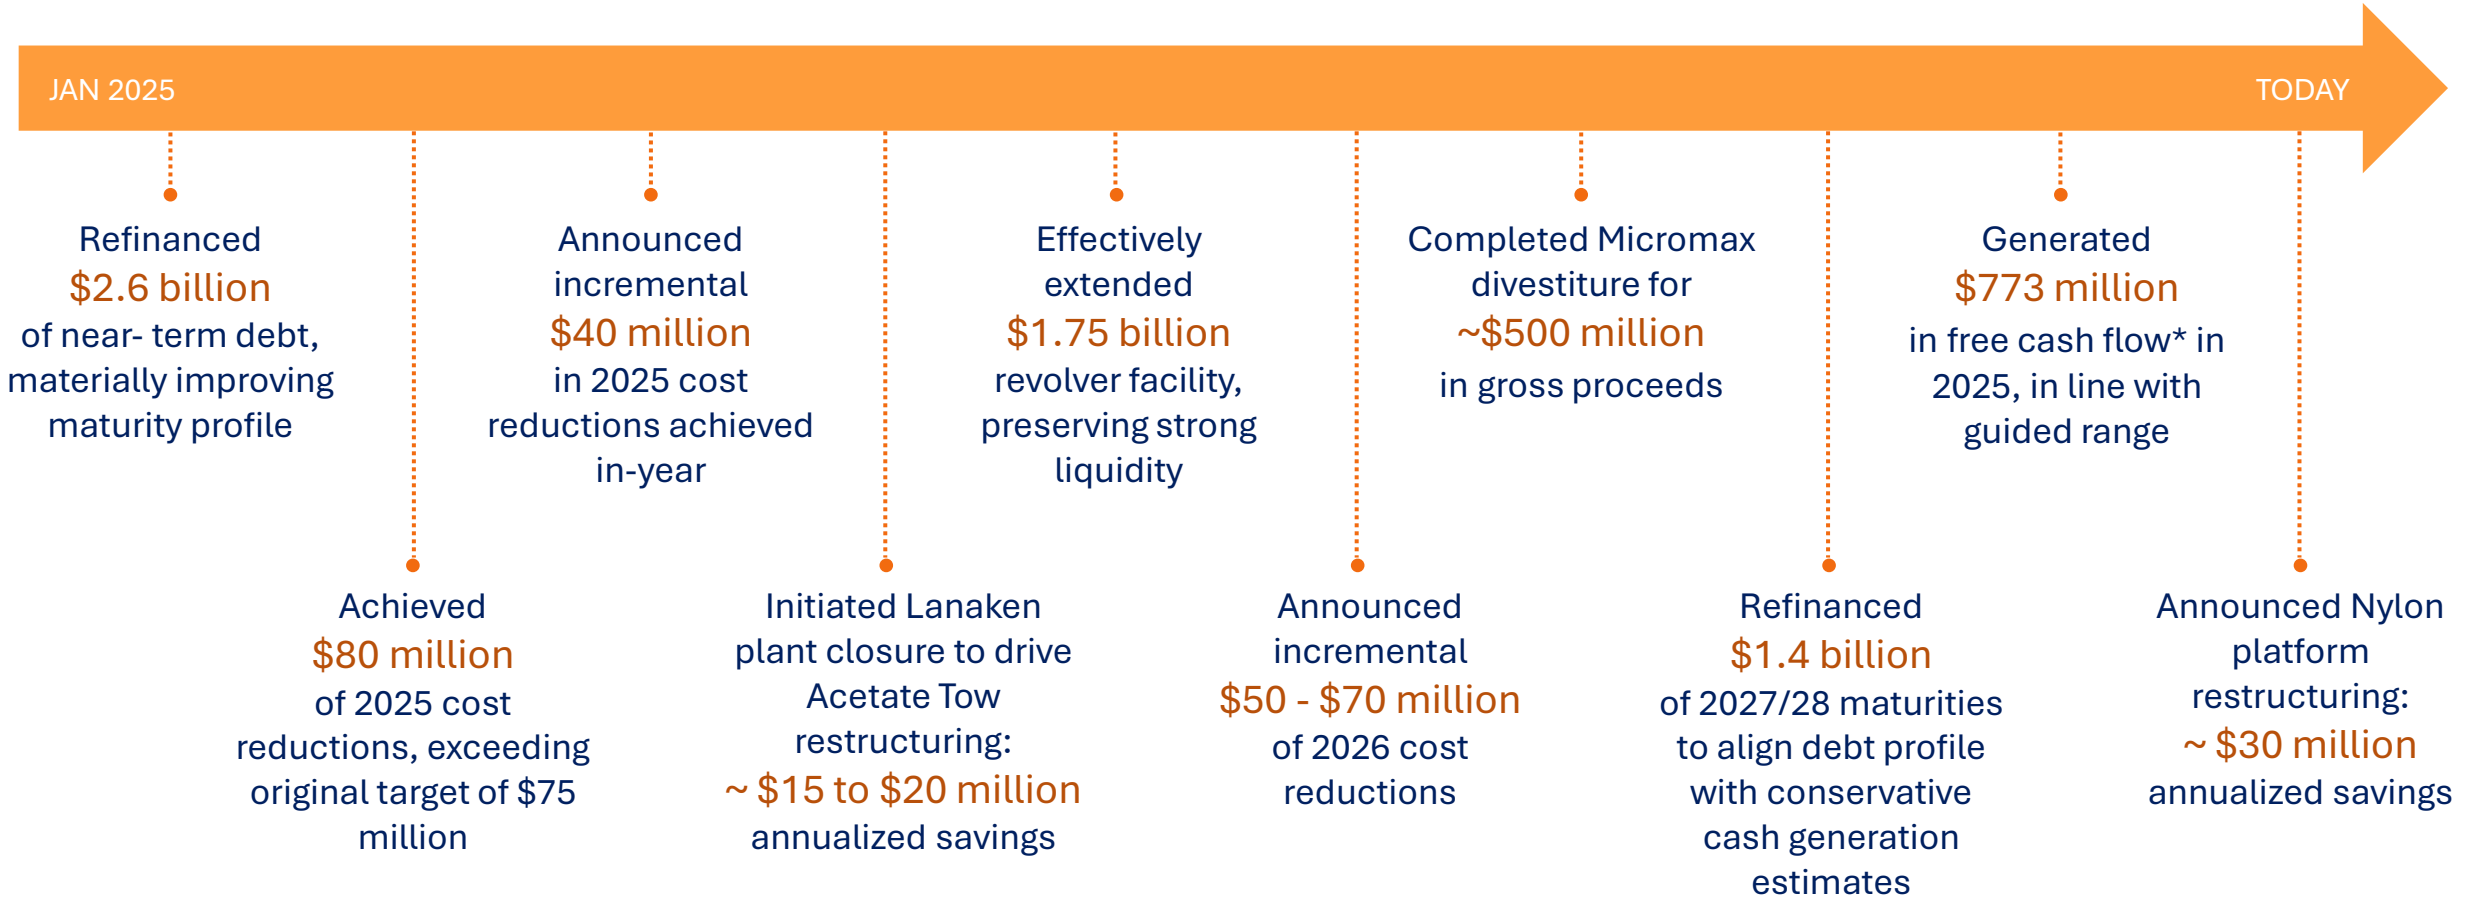 JAN 2025
TODAY
Refinanced
$2.6 billion
of near- term debt,
materially improving
maturity profile
Achieved
$80 million
of 2025 cost
reductions, exceeding
original target of $75
million
Announced
incremental
$40 million
in 2025 cost
reductions achieved
in-year
Initiated Lanaken
plant closure to drive
Acetate Tow
restructuring:
~ $15 to $20 million
annualized savings
Effectively
extended
$1.75 billion
revolver facility,
preserving strong
liquidity
Announced
incremental
$50 - $70 million
of 2026 cost
reductions
Completed Micromax
divestiture for
~$500 million
in gross proceeds
Refinanced
$1.4 billion
of 2027/28 maturities
to align debt profile
with conservative
cash generation
estimates
Generated
$773 million
in free cash flow* in
2025, in line with
guided range
Announced Nylon
platform
restructuring:
~ $30 million
annualized savings